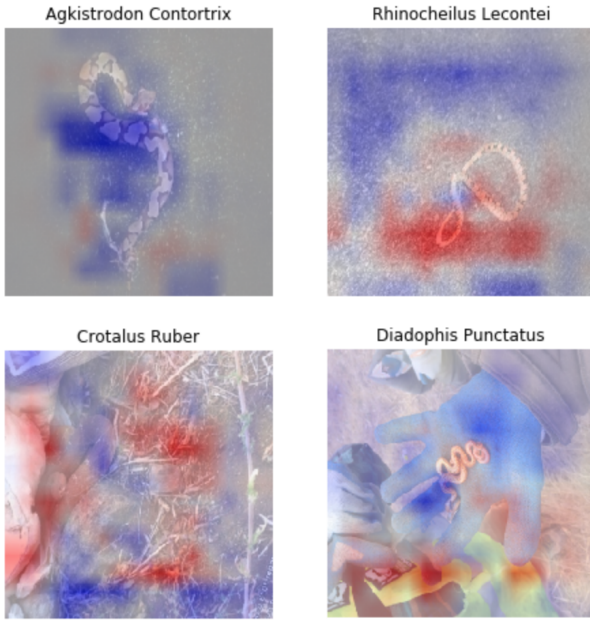 Agkistrodon Contortrix
Rhinocheilus Lecontei
Crotalus Ruber
Diadophis Punctatus